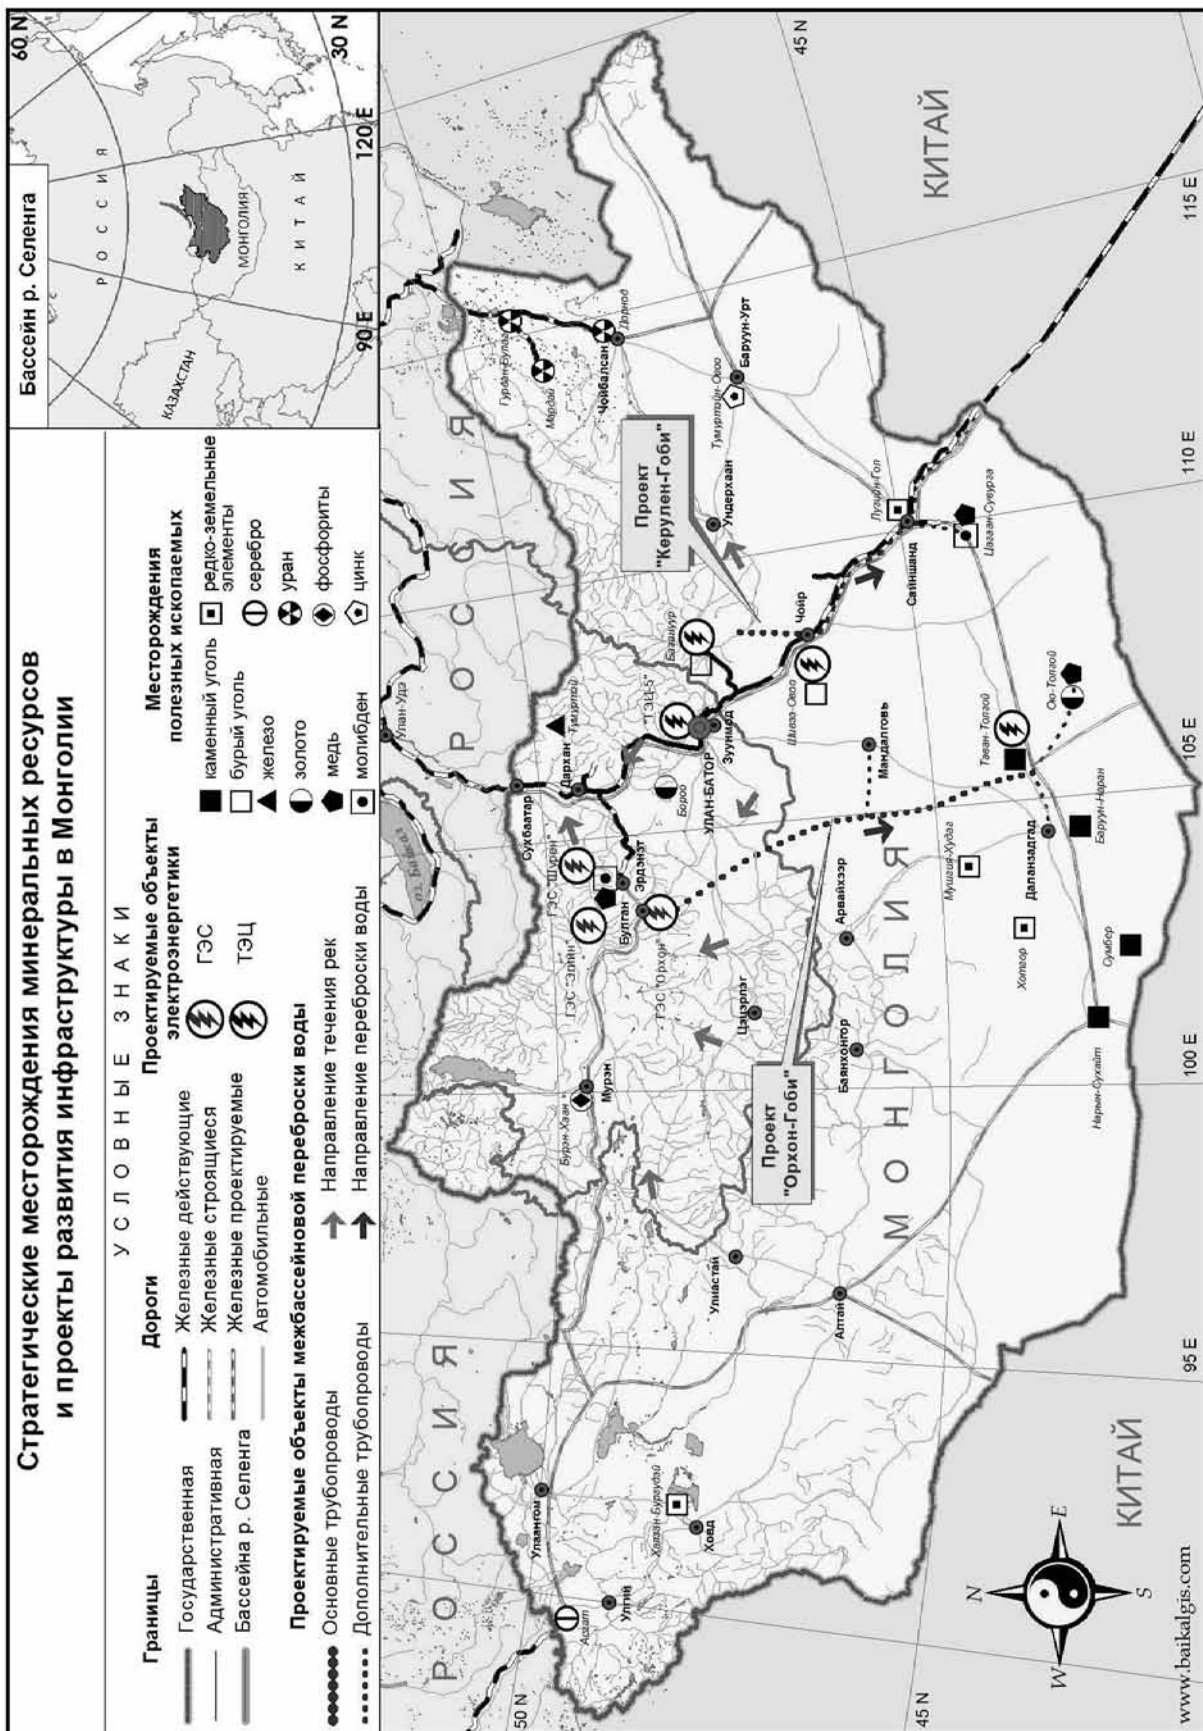 Стратегические месторождения минеральных ресурсов
и проекты развития инфраструктуры в Монголии
УСЛОВНЫЕ ЗНАКИ
Границы
Государственная
Административная
Бассейна р. Селенга
Дороги
Железные действующие
Железные строящиеся
Железные проектируемые
Автомобильные
Проектируемые объекты
электроэнергетики
ГЭС
ТЭЦ
Месторождения
полезных ископаемых
каменный уголь
бурый уголь
железо
золото
медь
молибден
редко-земельные
элементы
серебро
уран
фосфориты
цинк
Проектируемые объекты межбассейновой переброски воды
Основные трубопроводы
Дополнительные трубопроводы
Направление течения рек
Направление переброски воды
Бассейн р. Селенга
60 N
30 N
РОССИЯ
КАЗАХСТАН
МОНГОЛИЯ
КИТАЙ
90 E
120 E
РОССИЯ
РОССИЯ
оз. Байкал
Улан-Удэ
50 N
Асгат
Улгий
Улаангом
Халзан-Бургудэй
Ховд
Улиастай
Алтай
Бурэн-Хаан
Мурэн
ГЭС "Эгийн"
ГЭС "Шурэн"
ГЭС "Орхон"
Булган
Эрдэнэт
Сухбаатар
Дархан
Тумуртой
Бороо
"ТЭЦ-5"
УЛАН-БАТОР
Зуунмод
Багануур
Цэцэрлэг
Баянхонгор
Арвайхээр
Проект
"Орхон-Гоби"
Проект
"Керулен-Гоби"
Гурван-Булаг
Мардай
Чойбалсан
Дорнод
Тумуртийн-Овоо
Баруун-Урт
Ундерхаан
Чойр
Шивээ-Овоо
Мандалговь
Лугийн-Гол
Сайншанд
Цагаан-Суварга
Оюу-Толгой
Таван-Толгой
Даланзадгад
Баруун-Наран
Мушгия-Худаг
Хотгор
Сумбер
Нарын-Сухайт
МОНГОЛИЯ
КИТАЙ
КИТАЙ
45 N
45 N
95 E
100 E
105 E
110 E
115 E
N
E
S
W
www.baikalgis.com